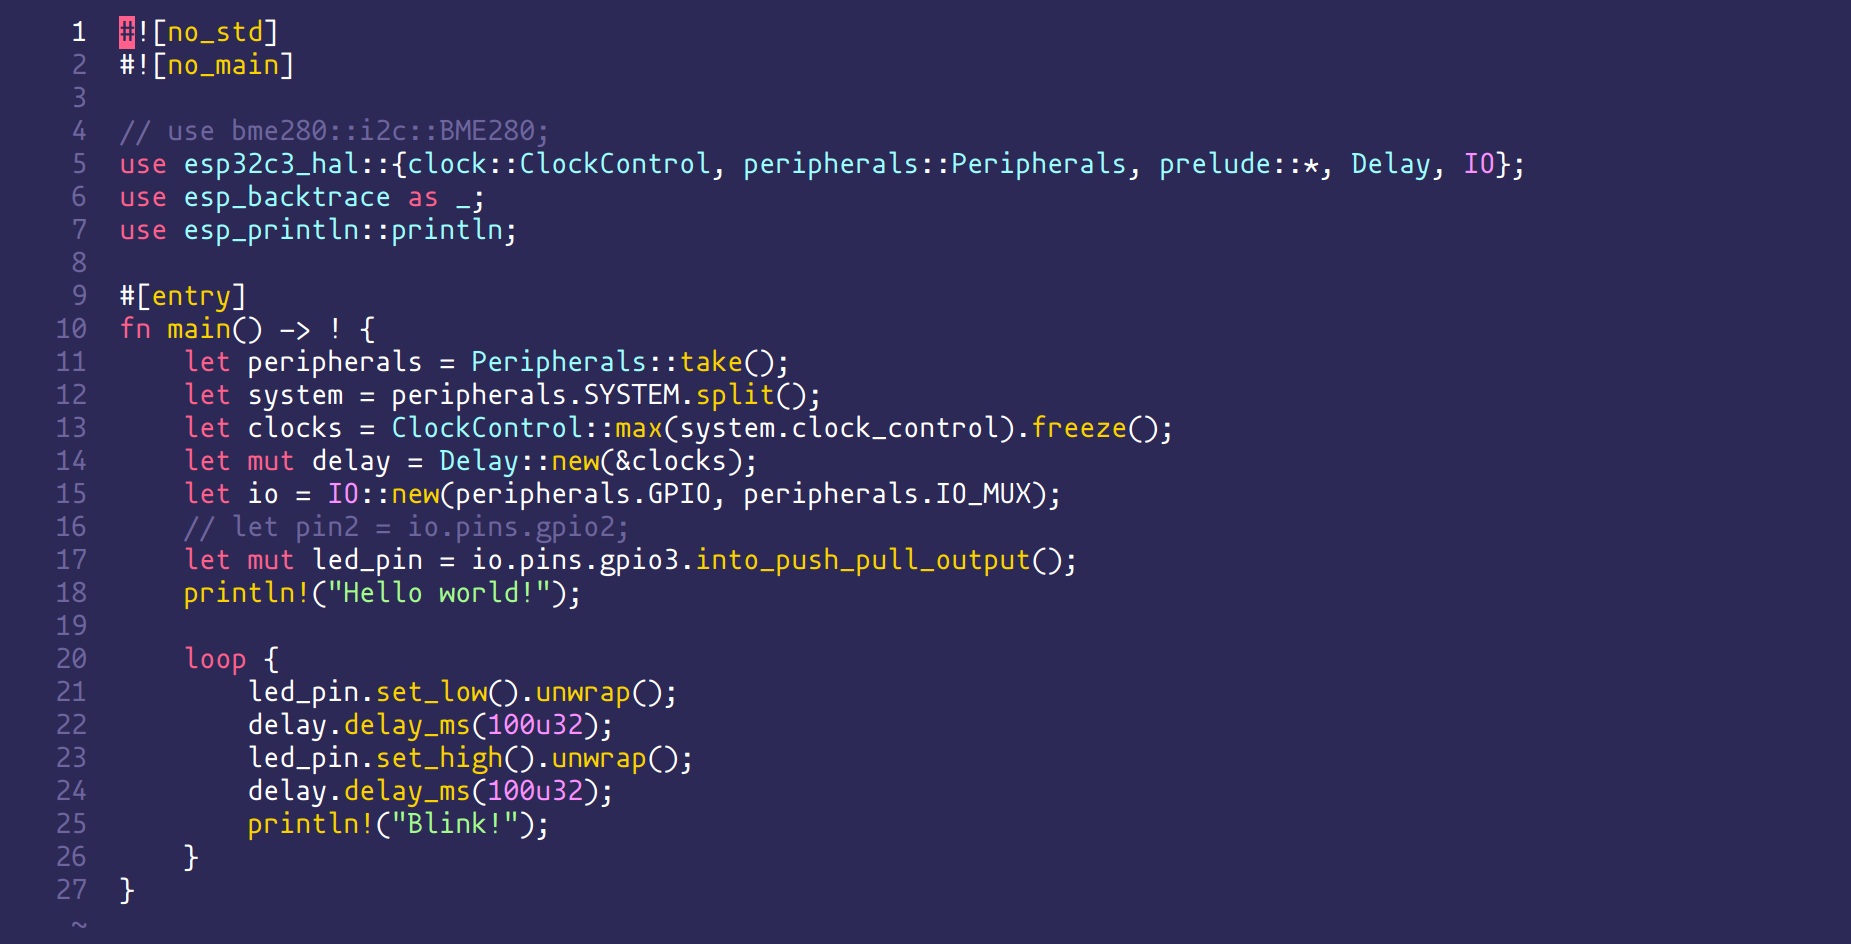 1 #![no_std]
2 #![no_main]
3
4 // use bme280::i2c::BME280;
5 use esp32c3_hal::{clock::ClockControl, peripherals::Peripherals, prelude::*, Delay, IO};
6 use esp_backtrace as _;
7 use esp_println::println;
8
9 #[entry]
10 fn main() -> ! {
11     let peripherals = Peripherals::take();
12     let system = peripherals.SYSTEM.split();
13     let clocks = ClockControl::max(system.clock_control).freeze();
14     let mut delay = Delay::new(&clocks);
15     let io = IO::new(peripherals.GPIO, peripherals.IO_MUX);
16     // let pin2 = io.pins.gpio2;
17     let mut led_pin = io.pins.gpio3.into_push_pull_output();
18     println!("Hello world!");
19
20     loop {
21         led_pin.set_low().unwrap();
22         delay.delay_ms(100u32);
23         led_pin.set_high().unwrap();
24         delay.delay_ms(100u32);
25         println!("Blink!");
26     }
27 }
~